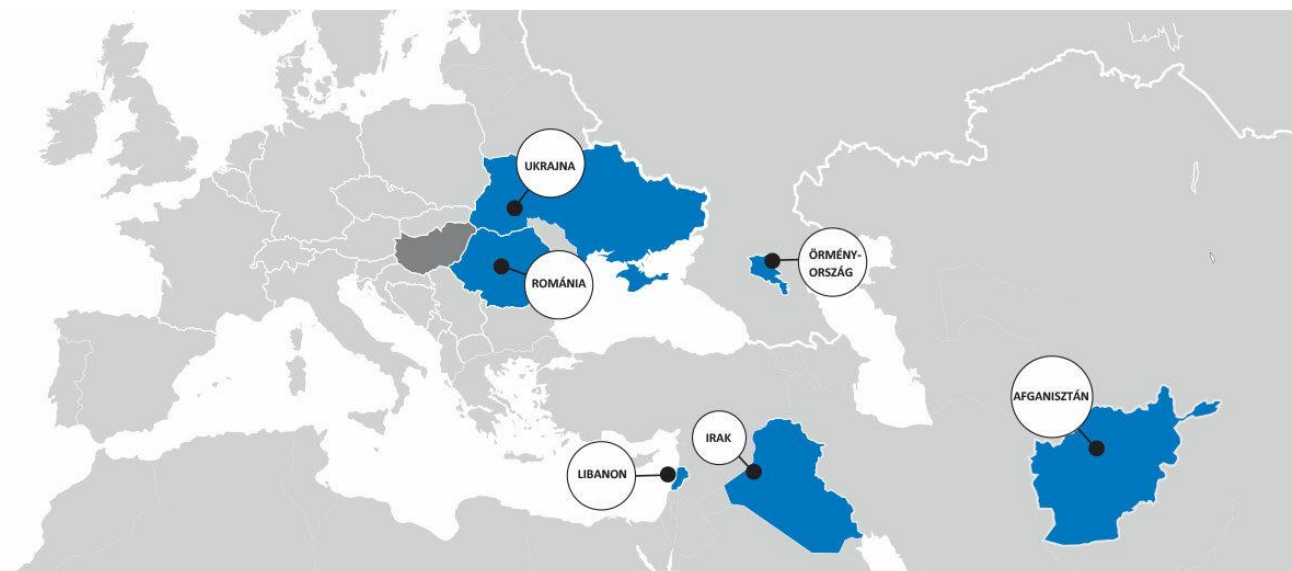 UKRAJNA
ROMÁNIA
ÖRMÉNY-
ORSZÁG
AFGANISZTÁN
IRAK
LIBANON